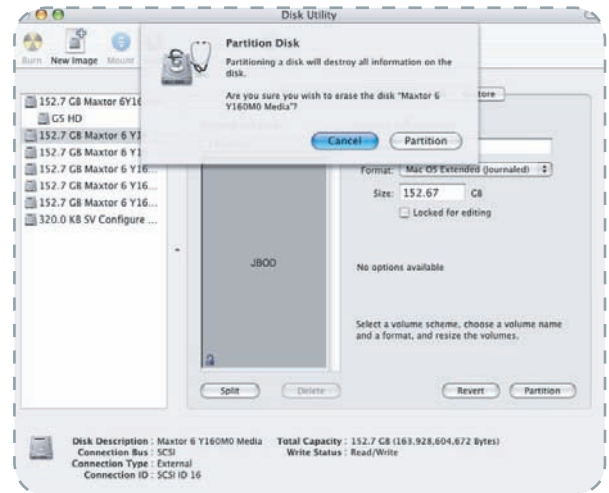 Disk Utility
Burn New Image Mount
Partition Disk
Partitioning a disk will destroy all information on the
disk.
Are you sure you wish to erase the disk "Maxtor 6
Y160M0 Media"?
Cancel Partition
152.7 GB Maxtor 6Y16
G5 HD
152.7 GB Maxtor 6 Y1
152.7 GB Maxtor 6 Y1
152.7 GB Maxtor 6 Y16...
152.7 GB Maxtor 6 Y16...
152.7 GB Maxtor 6 Y16...
320.0 KB SV Configure ...
store
Format: Mac OS Extended (Journaled)
Size: 152.67 GB
Locked for editing
JBOD
No options available
Select a volume scheme, choose a volume name
and a format, and resize the volumes.
Split Delete
Revert Partition
Disk Description : Maxtor 6 Y160M0 Media
Connection Bus : SCSI
Connection Type : External
Connection ID : SCSI ID 16
Total Capacity : 152.7 GB (163,928,604,672 Bytes)
Write Status : Read/Write